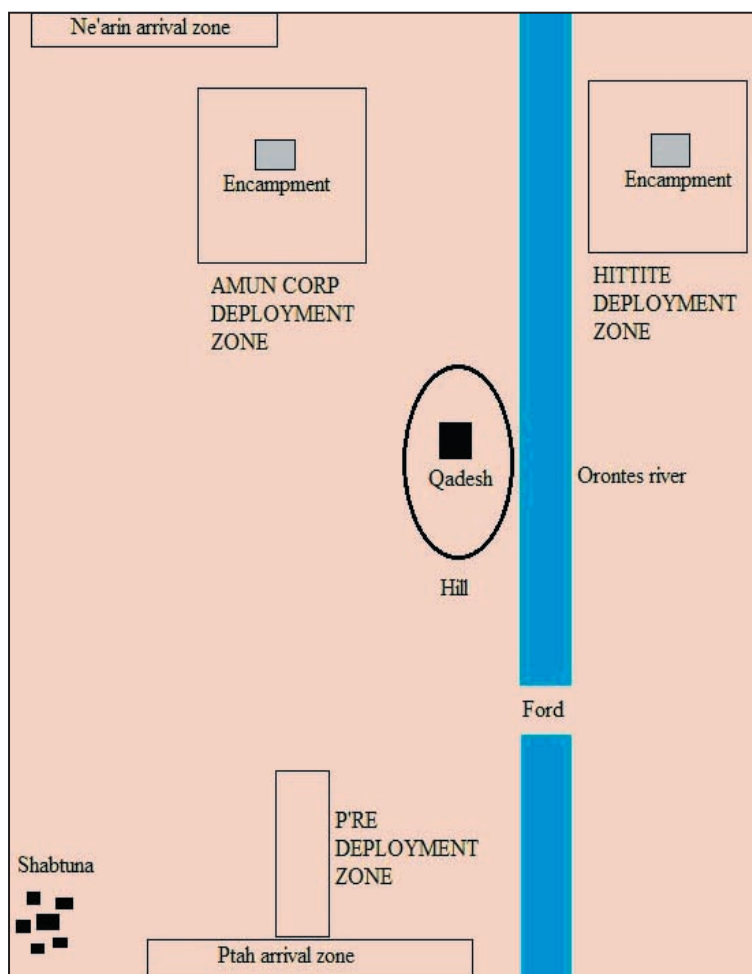 Ne'arin arrival zone
Encampment
Encampment
AMUN CORP
DEPLOYMENT
ZONE
HITTITE
DEPLOYMENT
ZONE
Qadesh
Orontes river
Hill
Ford
P'RE
DEPLOYMENT
ZONE
Shabtuna
Ptah arrival zone